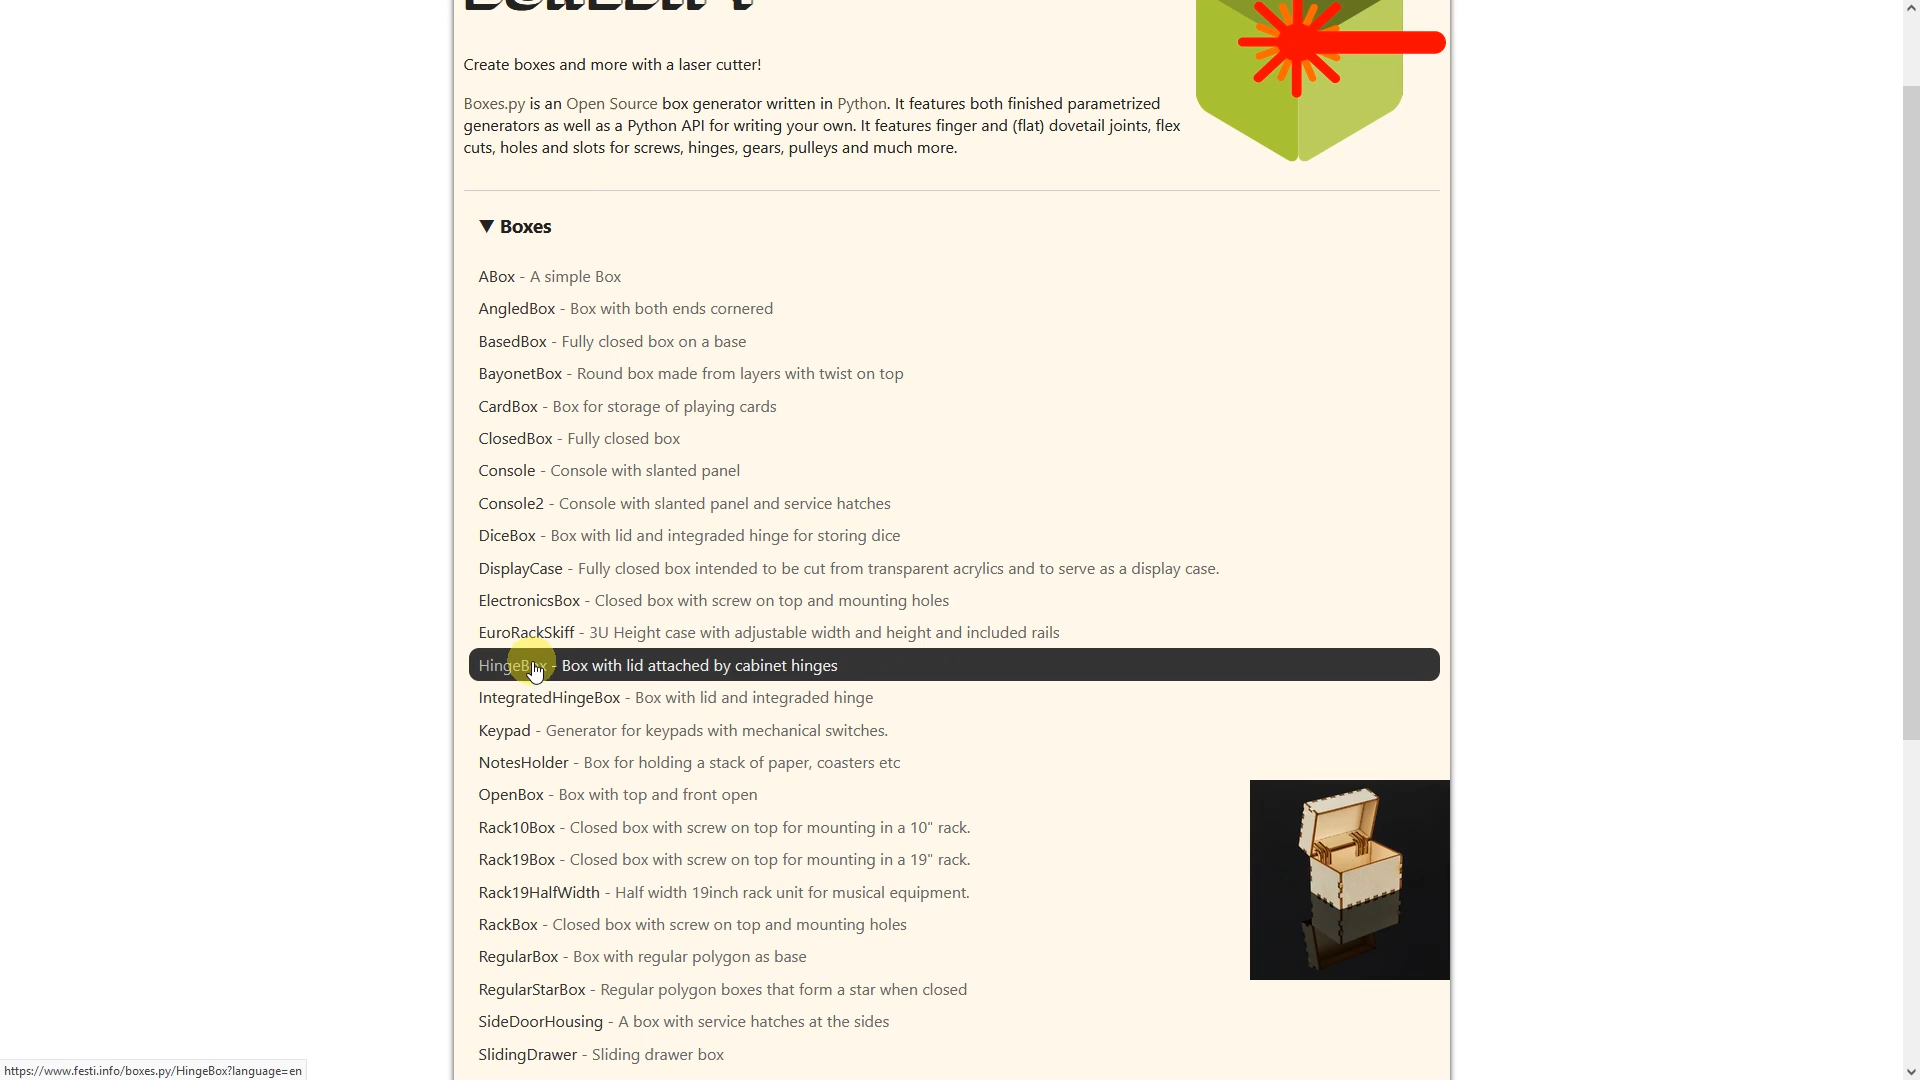 Create boxes and more with a laser cutter!
Boxes.py is an Open Source box generator written in Python. It features both finished parametrized
generators as well as a Python API for writing your own. It features finger and (flat) dovetail joints, flex
cuts, holes and slots for screws, hinges, gears, pulleys and much more.
▼ Boxes
ABox - A simple Box
AngledBox - Box with both ends cornered
BasedBox - Fully closed box on a base
BayonetBox - Round box made from layers with twist on top
CardBox - Box for storage of playing cards
ClosedBox - Fully closed box
Console - Console with slanted panel
Console2 - Console with slanted panel and service hatches
DiceBox - Box with lid and integraded hinge for storing dice
DisplayCase - Fully closed box intended to be cut from transparent acrylics and to serve as a display case.
ElectronicsBox - Closed box with screw on top and mounting holes
EuroRackSkiff - 3U Height case with adjustable width and height and included rails
HingeBox - Box with lid attached by cabinet hinges
IntegratedHingeBox - Box with lid and integraded hinge
Keypad - Generator for keypads with mechanical switches.
NotesHolder - Box for holding a stack of paper, coasters etc
OpenBox - Box with top and front open
Rack10Box - Closed box with screw on top for mounting in a 10" rack.
Rack19Box - Closed box with screw on top for mounting in a 19" rack.
Rack19HalfWidth - Half width 19inch rack unit for musical equipment.
RackBox - Closed box with screw on top and mounting holes
RegularBox - Box with regular polygon as base
RegularStarBox - Regular polygon boxes that form a star when closed
SideDoorHousing - A box with service hatches at the sides
SlidingDrawer - Sliding drawer box
https://www.festi.info/boxes.py/HingeBox?language=en